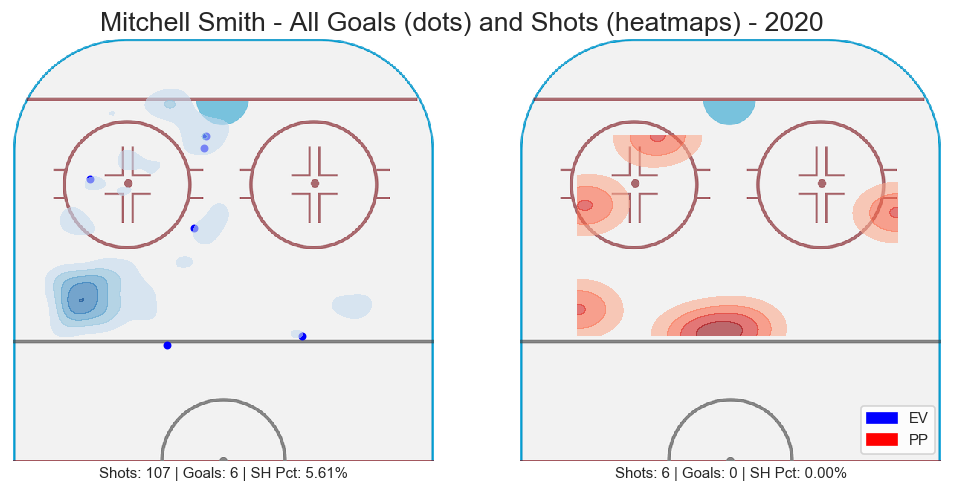 Mitchell Smith - All Goals (dots) and Shots (heatmaps) - 2020
EV
PP
Shots: 107 | Goals: 6 | SH Pct: 5.61%
Shots: 6 | Goals: 0 | SH Pct: 0.00%